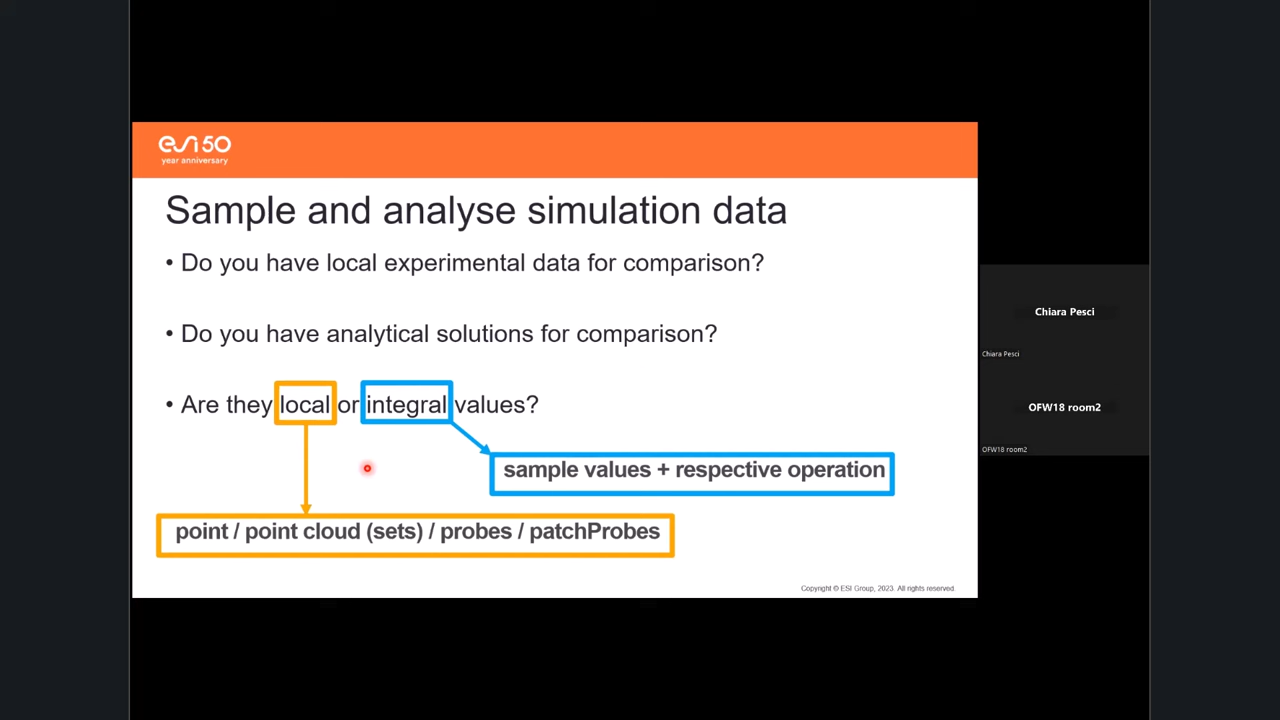 esi 50
year anniversary
Sample and analyse simulation data
• Do you have local experimental data for comparison?
• Do you have analytical solutions for comparison?
• Are they local or integral values?
sample values + respective operation
point / point cloud (sets) / probes / patchProbes
Copyright © ESI Group, 2023. All rights reserved.
Chiara Pesci
Chiara Pesci
OFW18 room2
OFW18 room2